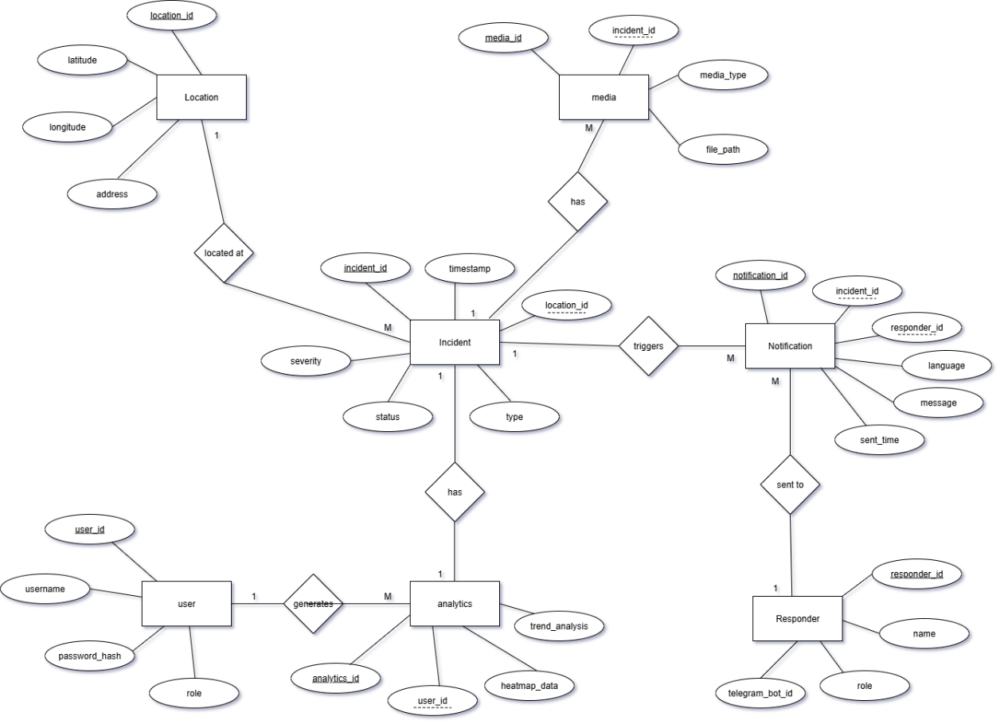 location_id
latitude
Location
longitude
1
address
located at
media_id
incident_id
media_type
media
M
file_path
has
incident_id
timestamp
location_id
M
1
Incident
1
severity
1
status
type
triggers
notification_id
incident_id
responder_id
Notification
M
language
M
message
sent_time
sent to
has
user_id
username
user
1
generates
M
1
analytics
trend_analysis
password_hash
role
analytics_id
user_id
heatmap_data
1
responder_id
Responder
name
telegram_bot_id
role